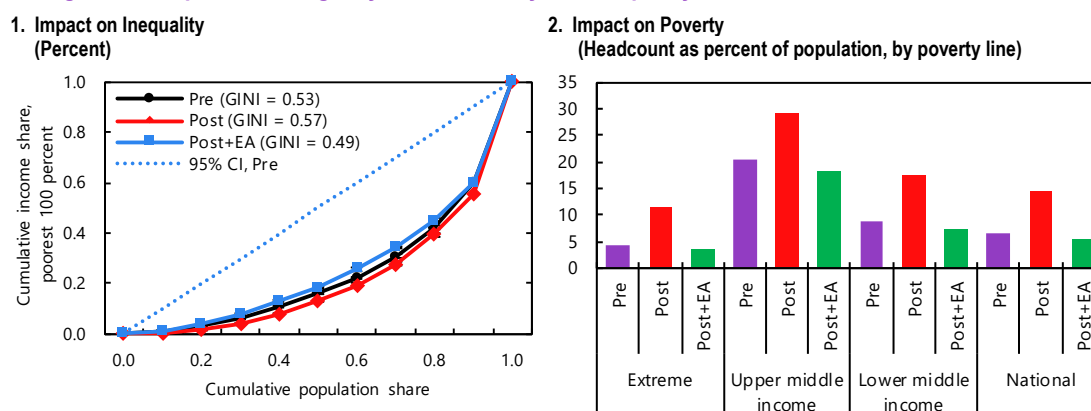 1. Impact on Inequality
(Percent)
Cumulative income share,
poorest 100 percent
1.0
0.8
0.6
0.4
0.2
0.0
Pre (GINI = 0.53)
Post (GINI = 0.57)
Post+EA (GINI = 0.49)
95% CI, Pre
0.0 0.2 0.4 0.6 0.8 1.0
Cumulative population share
2. Impact on Poverty
(Headcount as percent of population, by poverty line)
35
30
25
20
15
10
5
0
Pre Post Post+EA Pre Post Post+EA Pre Post Post+EA Pre Post Post+EA
Extreme Upper middle Lower middle National
income income